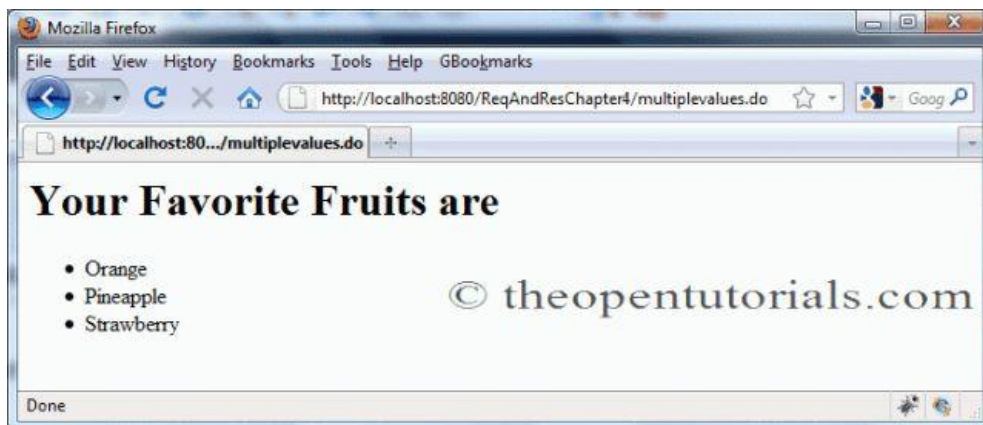 Mozilla Firefox
File Edit View History Bookmarks Tools Help GBookmarks
http://localhost:8080/ReqAndResChapter4/multiplevalues.do
Goog
http://localhost:80.../multiplevalues.do
Your Favorite Fruits are
• Orange
• Pineapple
• Strawberry
© theopentutorials.com
Done